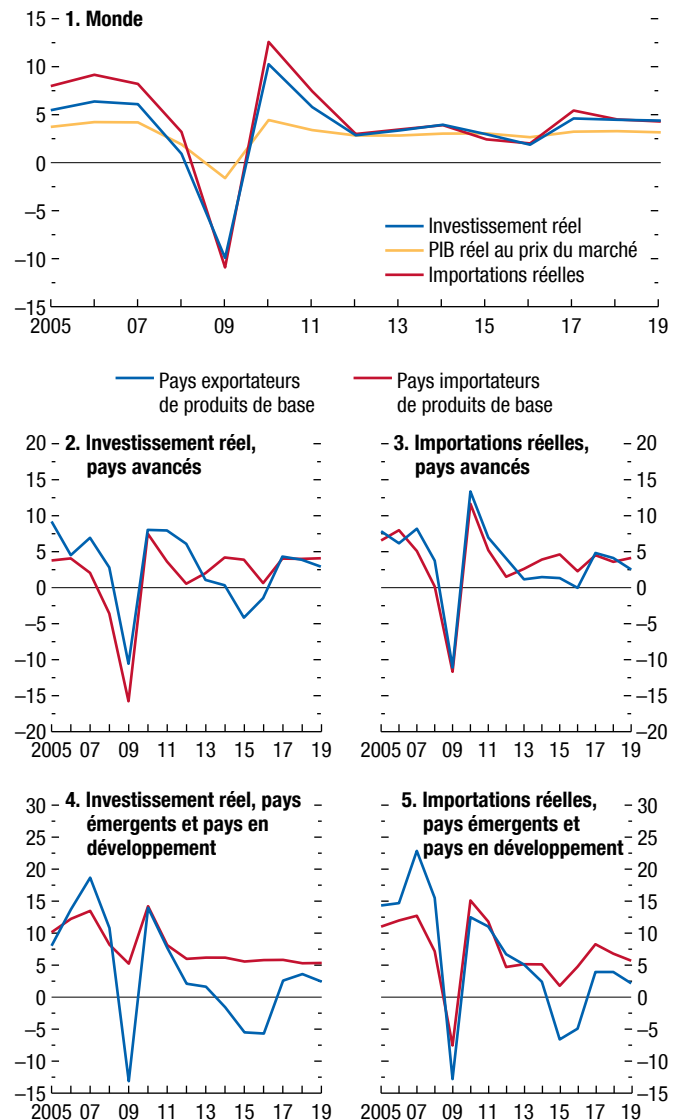 15
1. Monde
10
5
0
–5
–10
–15
Investissement réel
PIB réel au prix du marché
Importations réelles
2005 07 09 11 13 15 17 19
Pays exportateurs
de produits de base
Pays importateurs
de produits de base
2. Investissement réel,
pays avancés
20
15
10
5
0
–5
–10
–15
–20
2005 07 09 11 13 15 17 19
3. Importations réelles,
pays avancés
20
15
10
5
0
–5
–10
–15
–20
2005 07 09 11 13 15 17 19
4. Investissement réel, pays
émergents et pays en
développement
30
25
20
15
10
5
0
–5
–10
–15
2005 07 09 11 13 15 17 19
5. Importations réelles,
pays émergents et
pays en développement
30
25
20
15
10
5
0
–5
–10
–15
2005 07 09 11 13 15 17 19